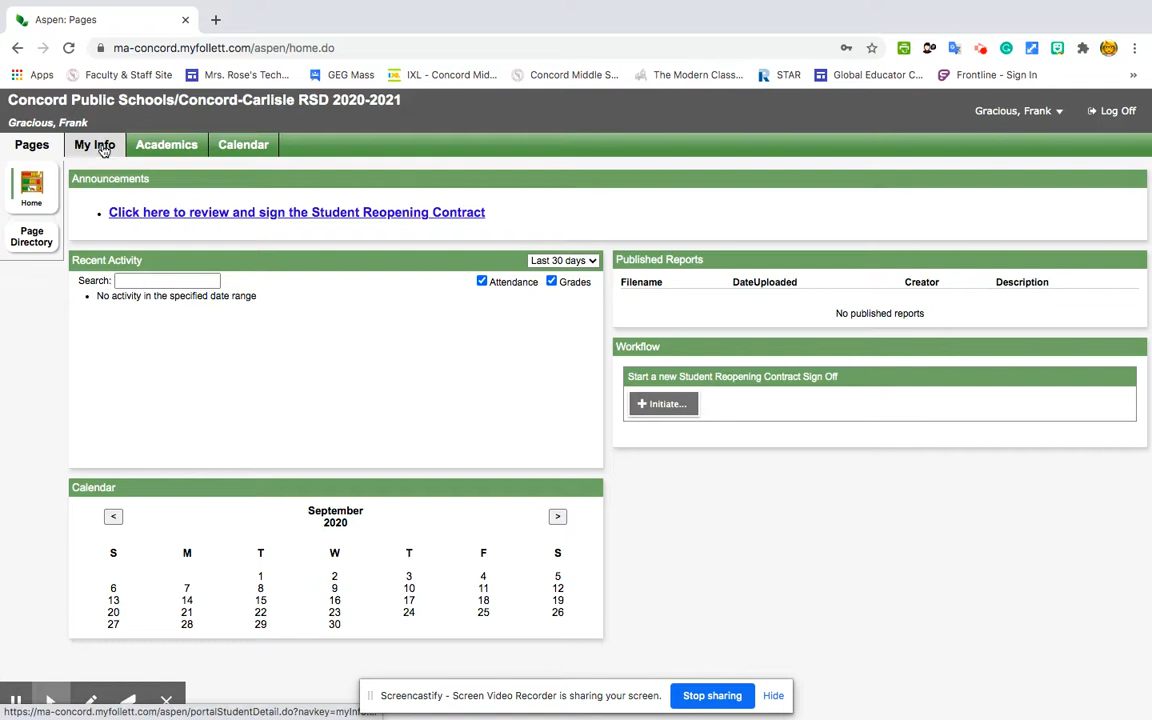 Aspen: Pages
ma-concord.myfollett.com/aspen/home.do
Apps Faculty & Staff Site Mrs. Rose's Tech... GEG Mass IXL - Concord Mid... Concord Middle S... The Modern Class... STAR Global Educator C... Frontline - Sign In »
Concord Public Schools/Concord-Carlisle RSD 2020-2021
Gracious, Frank Log Off
Gracious, Frank
Pages My Info Academics Calendar
Home
Page
Directory
Announcements
Click here to review and sign the Student Reopening Contract
Recent Activity Last 30 days
Search: Attendance Grades
No activity in the specified date range
Published Reports
Filename DateUploaded Creator Description
No published reports
Workflow
Start a new Student Reopening Contract Sign Off
+ Initiate...
Calendar
< September >
2020
S M T W T F S
1 2 3 4 5
6 7 8 9 10 11 12
13 14 15 16 17 18 19
20 21 22 23 24 25 26
27 28 29 30
Screencastify - Screen Video Recorder is sharing your screen. Stop sharing Hide
https://ma-concord.myfollett.com/aspen/portalStudentDetail.do?navkey=myInfo...